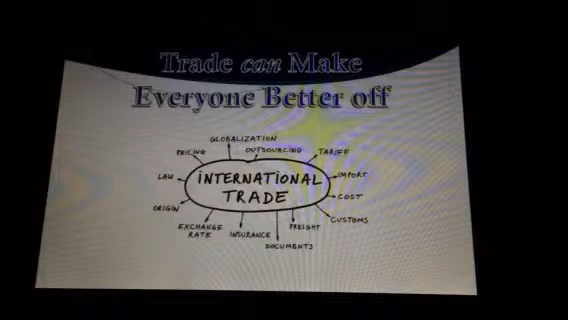 Trade can Make
Everyone Better off
GLOBALIZATION
PRICING
OUTSOURCING
TARIFF
LAW
INTERNATIONAL
TRADE
IMPORT
COST
ORIGIN
CUSTOMS
EXCHANGE
RATE
INSURANCE
FREIGHT
DOCUMENTS